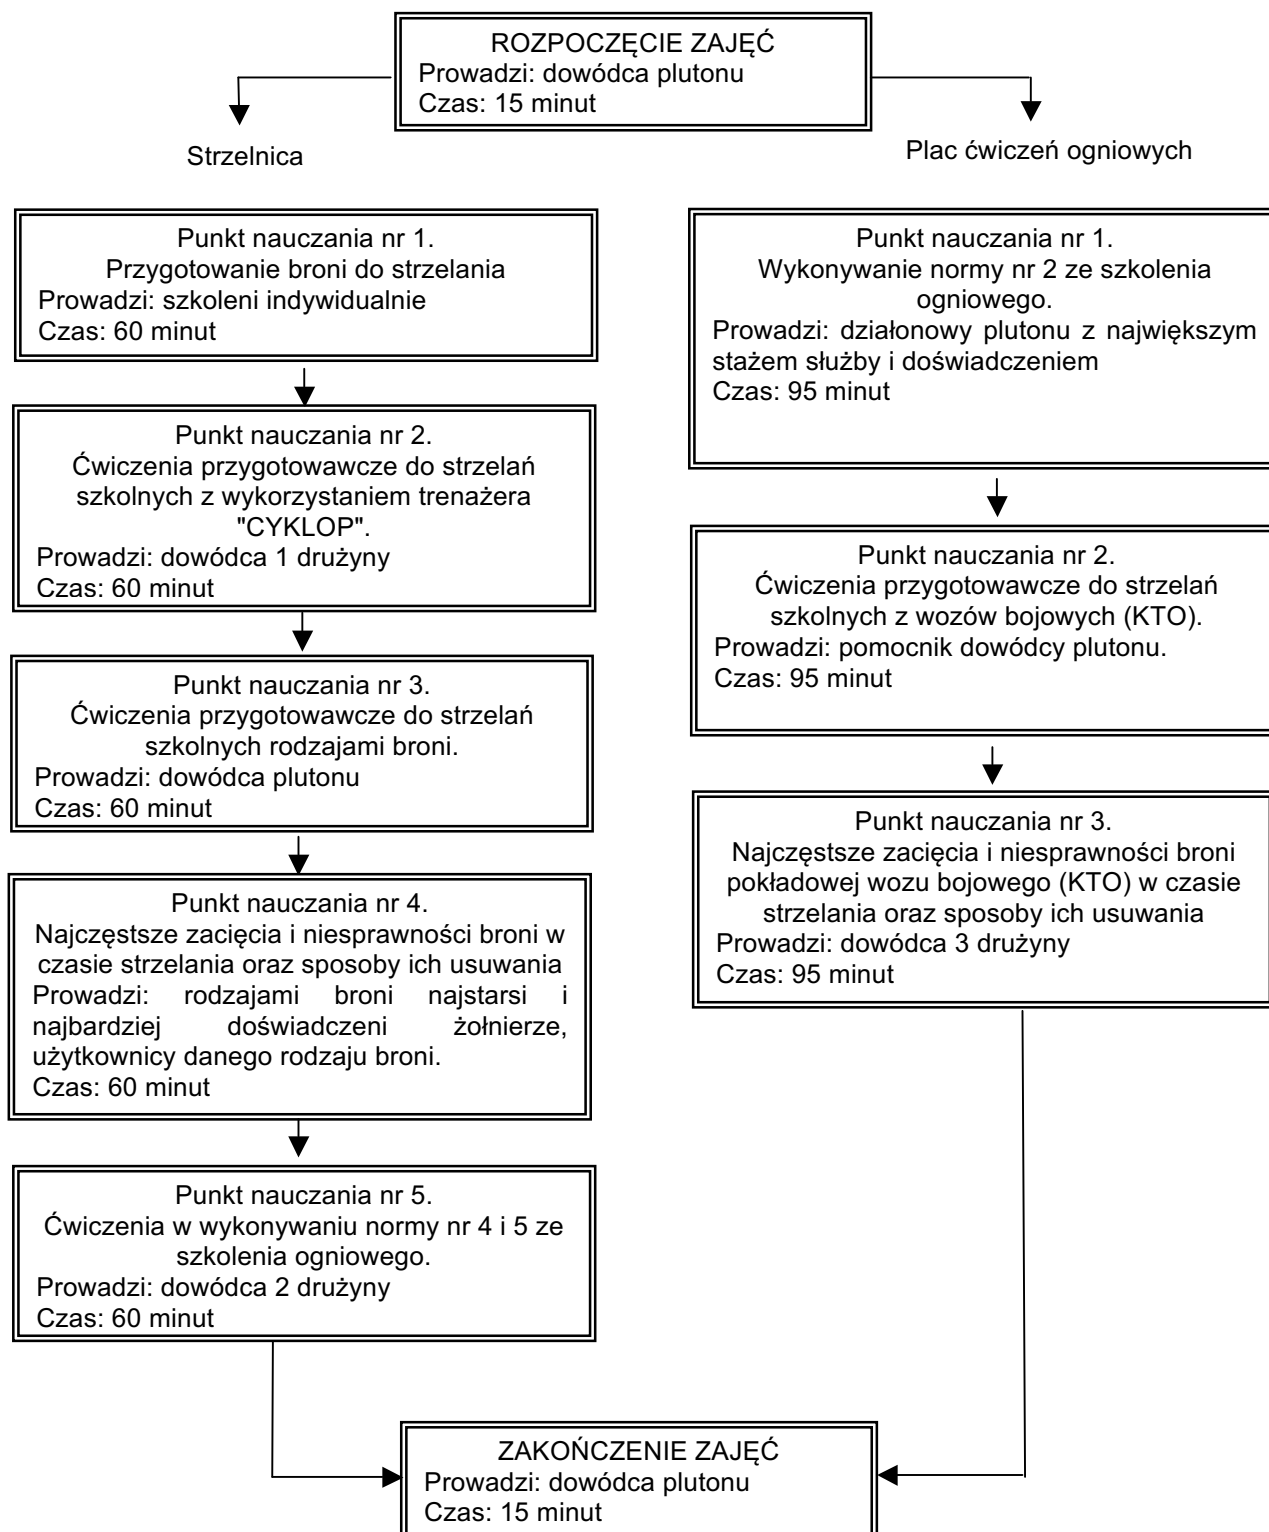 ROZPOCZĘCIE ZAJĘĆ
Prowadzi: dowódca plutonu
Czas: 15 minut
Strzelnica
Plac ćwiczeń ogniowych
Punkt nauczania nr 1.
Przygotowanie broni do strzelania
Prowadzi: szkoleni indywidualnie
Czas: 60 minut
Punkt nauczania nr 2.
Ćwiczenia przygotowawcze do strzelań
szkolnych z wykorzystaniem trenażera
"CYKLOP".
Prowadzi: dowódca 1 drużyny
Czas: 60 minut
Punkt nauczania nr 3.
Ćwiczenia przygotowawcze do strzelań
szkolnych rodzajami broni.
Prowadzi: dowódca plutonu
Czas: 60 minut
Punkt nauczania nr 4.
Najczęstsze zacięcia i niesprawności broni w
czasie strzelania oraz sposoby ich usuwania
Prowadzi: rodzajami broni najstarsi i
najbardziej doświadczeni żołnierze,
użytkownicy danego rodzaju broni.
Czas: 60 minut
Punkt nauczania nr 5.
Ćwiczenia w wykonywaniu normy nr 4 i 5 ze
szkolenia ogniowego.
Prowadzi: dowódca 2 drużyny
Czas: 60 minut
Punkt nauczania nr 1.
Wykonywanie normy nr 2 ze szkolenia
ogniowego.
Prowadzi: działonowy plutonu z największym
stażem służby i doświadczeniem
Czas: 95 minut
Punkt nauczania nr 2.
Ćwiczenia przygotowawcze do strzelań
szkolnych z wozów bojowych (KTO).
Prowadzi: pomocnik dowódcy plutonu.
Czas: 95 minut
Punkt nauczania nr 3.
Najczęstsze zacięcia i niesprawności broni
pokładowej wozu bojowego (KTO) w czasie
strzelania oraz sposoby ich usuwania
Prowadzi: dowódca 3 drużyny
Czas: 95 minut
ZAKOŃCZENIE ZAJĘĆ
Prowadzi: dowódca plutonu
Czas: 15 minut